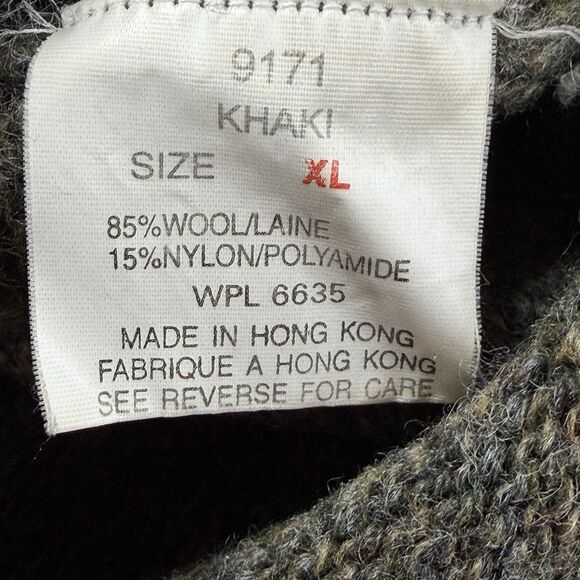 9171
KHAKI
SIZE XL
85%WOOL/LAINE
15%NYLON/POLYAMIDE
WPL 6635
MADE IN HONG KONG
FABRIQUE A HONG KONG
SEE REVERSE FOR CARE